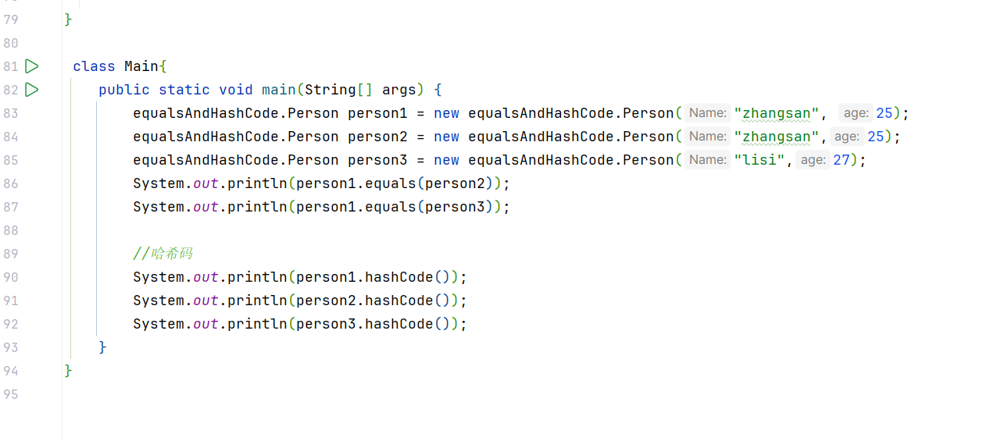 79 }
80
81 class Main{
82 public static void main(String[] args) {
83 equalsAndHashCode.Person person1 = new equalsAndHashCode.Person( Name: "zhangsan", age: 25);
84 equalsAndHashCode.Person person2 = new equalsAndHashCode.Person( Name: "zhangsan", age: 25);
85 equalsAndHashCode.Person person3 = new equalsAndHashCode.Person( Name: "lisi", age: 27);
86 System.out.println(person1.equals(person2));
87 System.out.println(person1.equals(person3));
88
89 //哈希码
90 System.out.println(person1.hashCode());
91 System.out.println(person2.hashCode());
92 System.out.println(person3.hashCode());
93 }
94 }
95